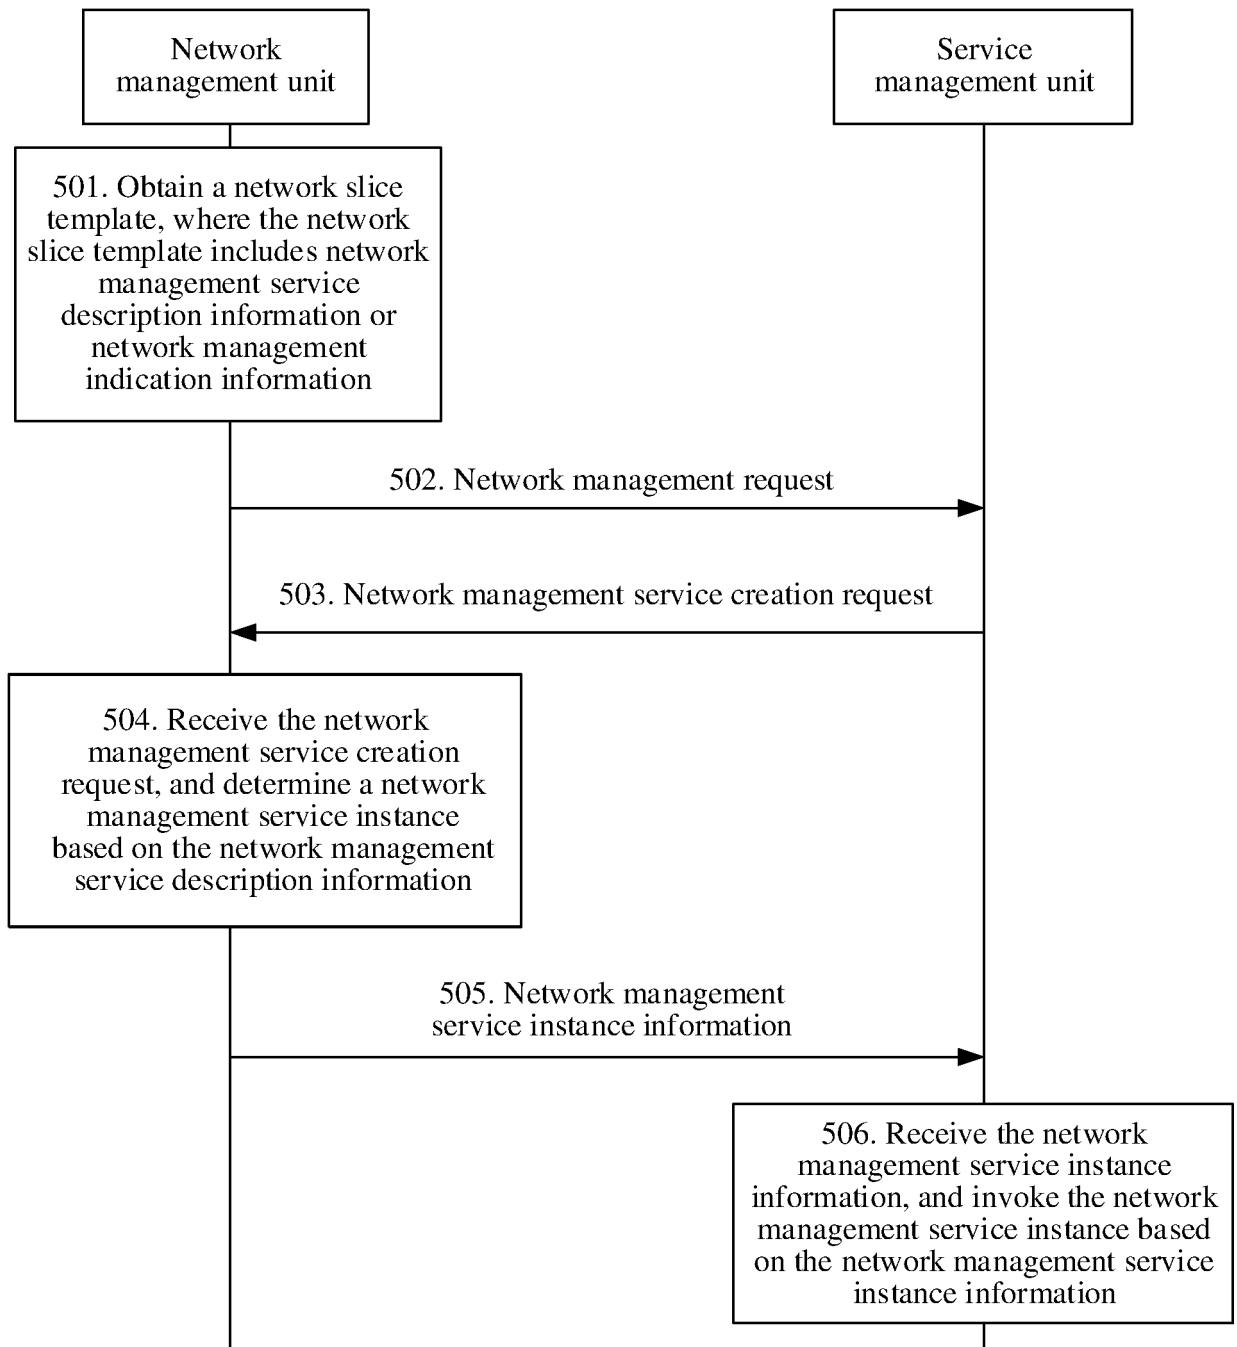 Network
management unit
Service
management unit
501. Obtain a network slice
template, where the network
slice template includes network
management service
description information or
network management
indication information
502. Network management request
503. Network management service creation request
504. Receive the network
management service creation
request, and determine a network
management service instance
based on the network management
service description information
505. Network management
service instance information
506. Receive the network
management service instance
information, and invoke the network
management service instance based
on the network management service
instance information